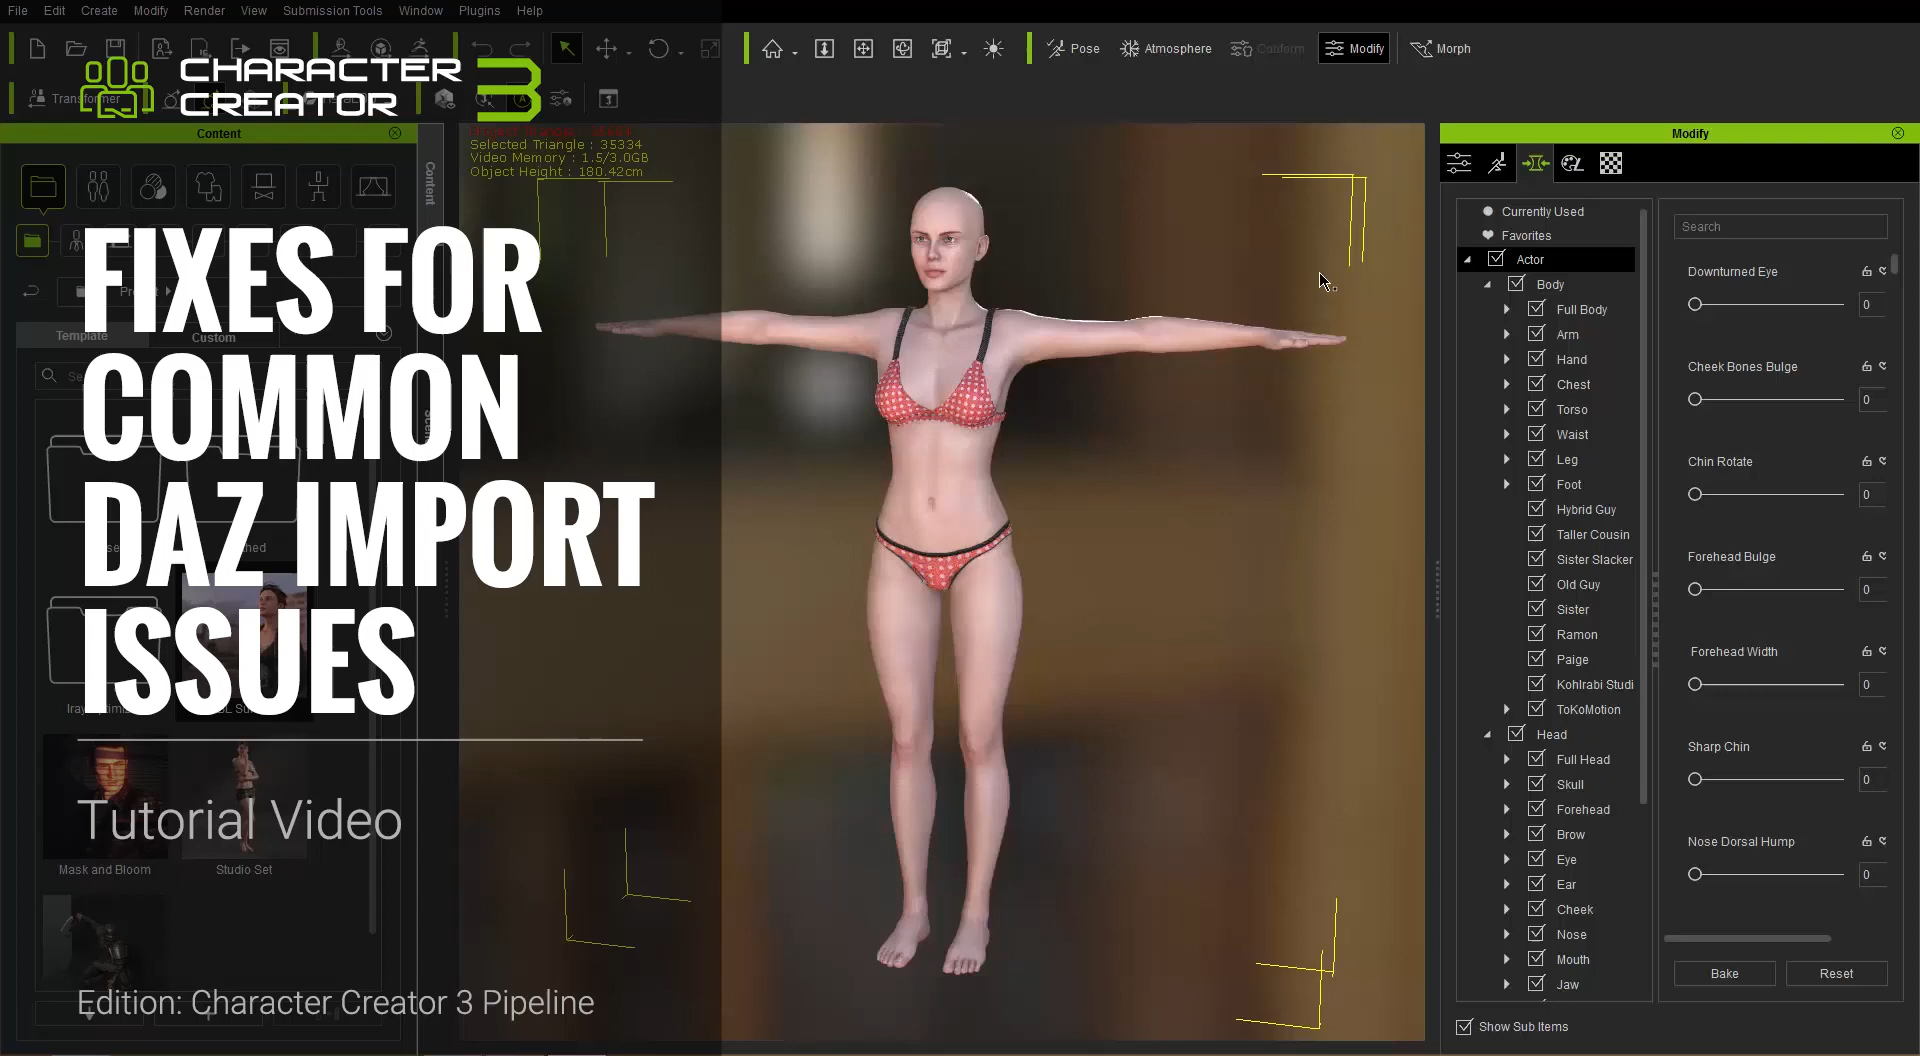 File Edit Create Modify Render View Submission Tools Window Plugins Help
Pose Atmosphere Conform Modify Morph
CHARACTER
CREATOR 3
Content
Content
Selected Triangle : 35334
Video Memory : 1.5/3.0GB
Object Height : 180.42cm
FIXES FOR
COMMON
DAZ IMPORT
ISSUES
Template Custom
Mask and Bloom Studio Set
Tutorial Video
Edition: Character Creator 3 Pipeline
Modify
Currently Used
Favorites
Actor
Body
Full Body
Arm
Hand
Chest
Torso
Waist
Leg
Foot
Hybrid Guy
Taller Cousin
Sister Slacker
Old Guy
Sister
Ramon
Paige
Kohlrabi Studi
ToKoMotion
Head
Full Head
Skull
Forehead
Brow
Eye
Ear
Cheek
Nose
Mouth
Jaw
Show Sub Items
Search
Downturned Eye
0
Cheek Bones Bulge
0
Chin Rotate
0
Forehead Bulge
0
Forehead Width
0
Sharp Chin
0
Nose Dorsal Hump
0
Bake Reset